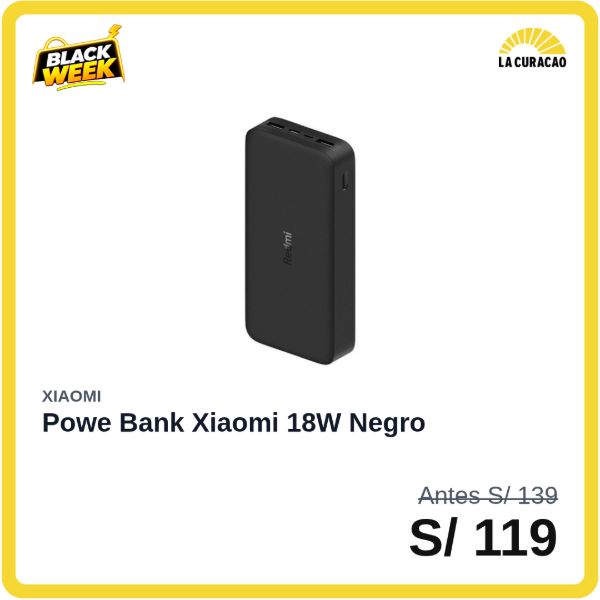 BLACK
WEEK
LA CURACAO
Redmi
XIAOMI
Powe Bank Xiaomi 18W Negro
Antes S/ 139
S/ 119